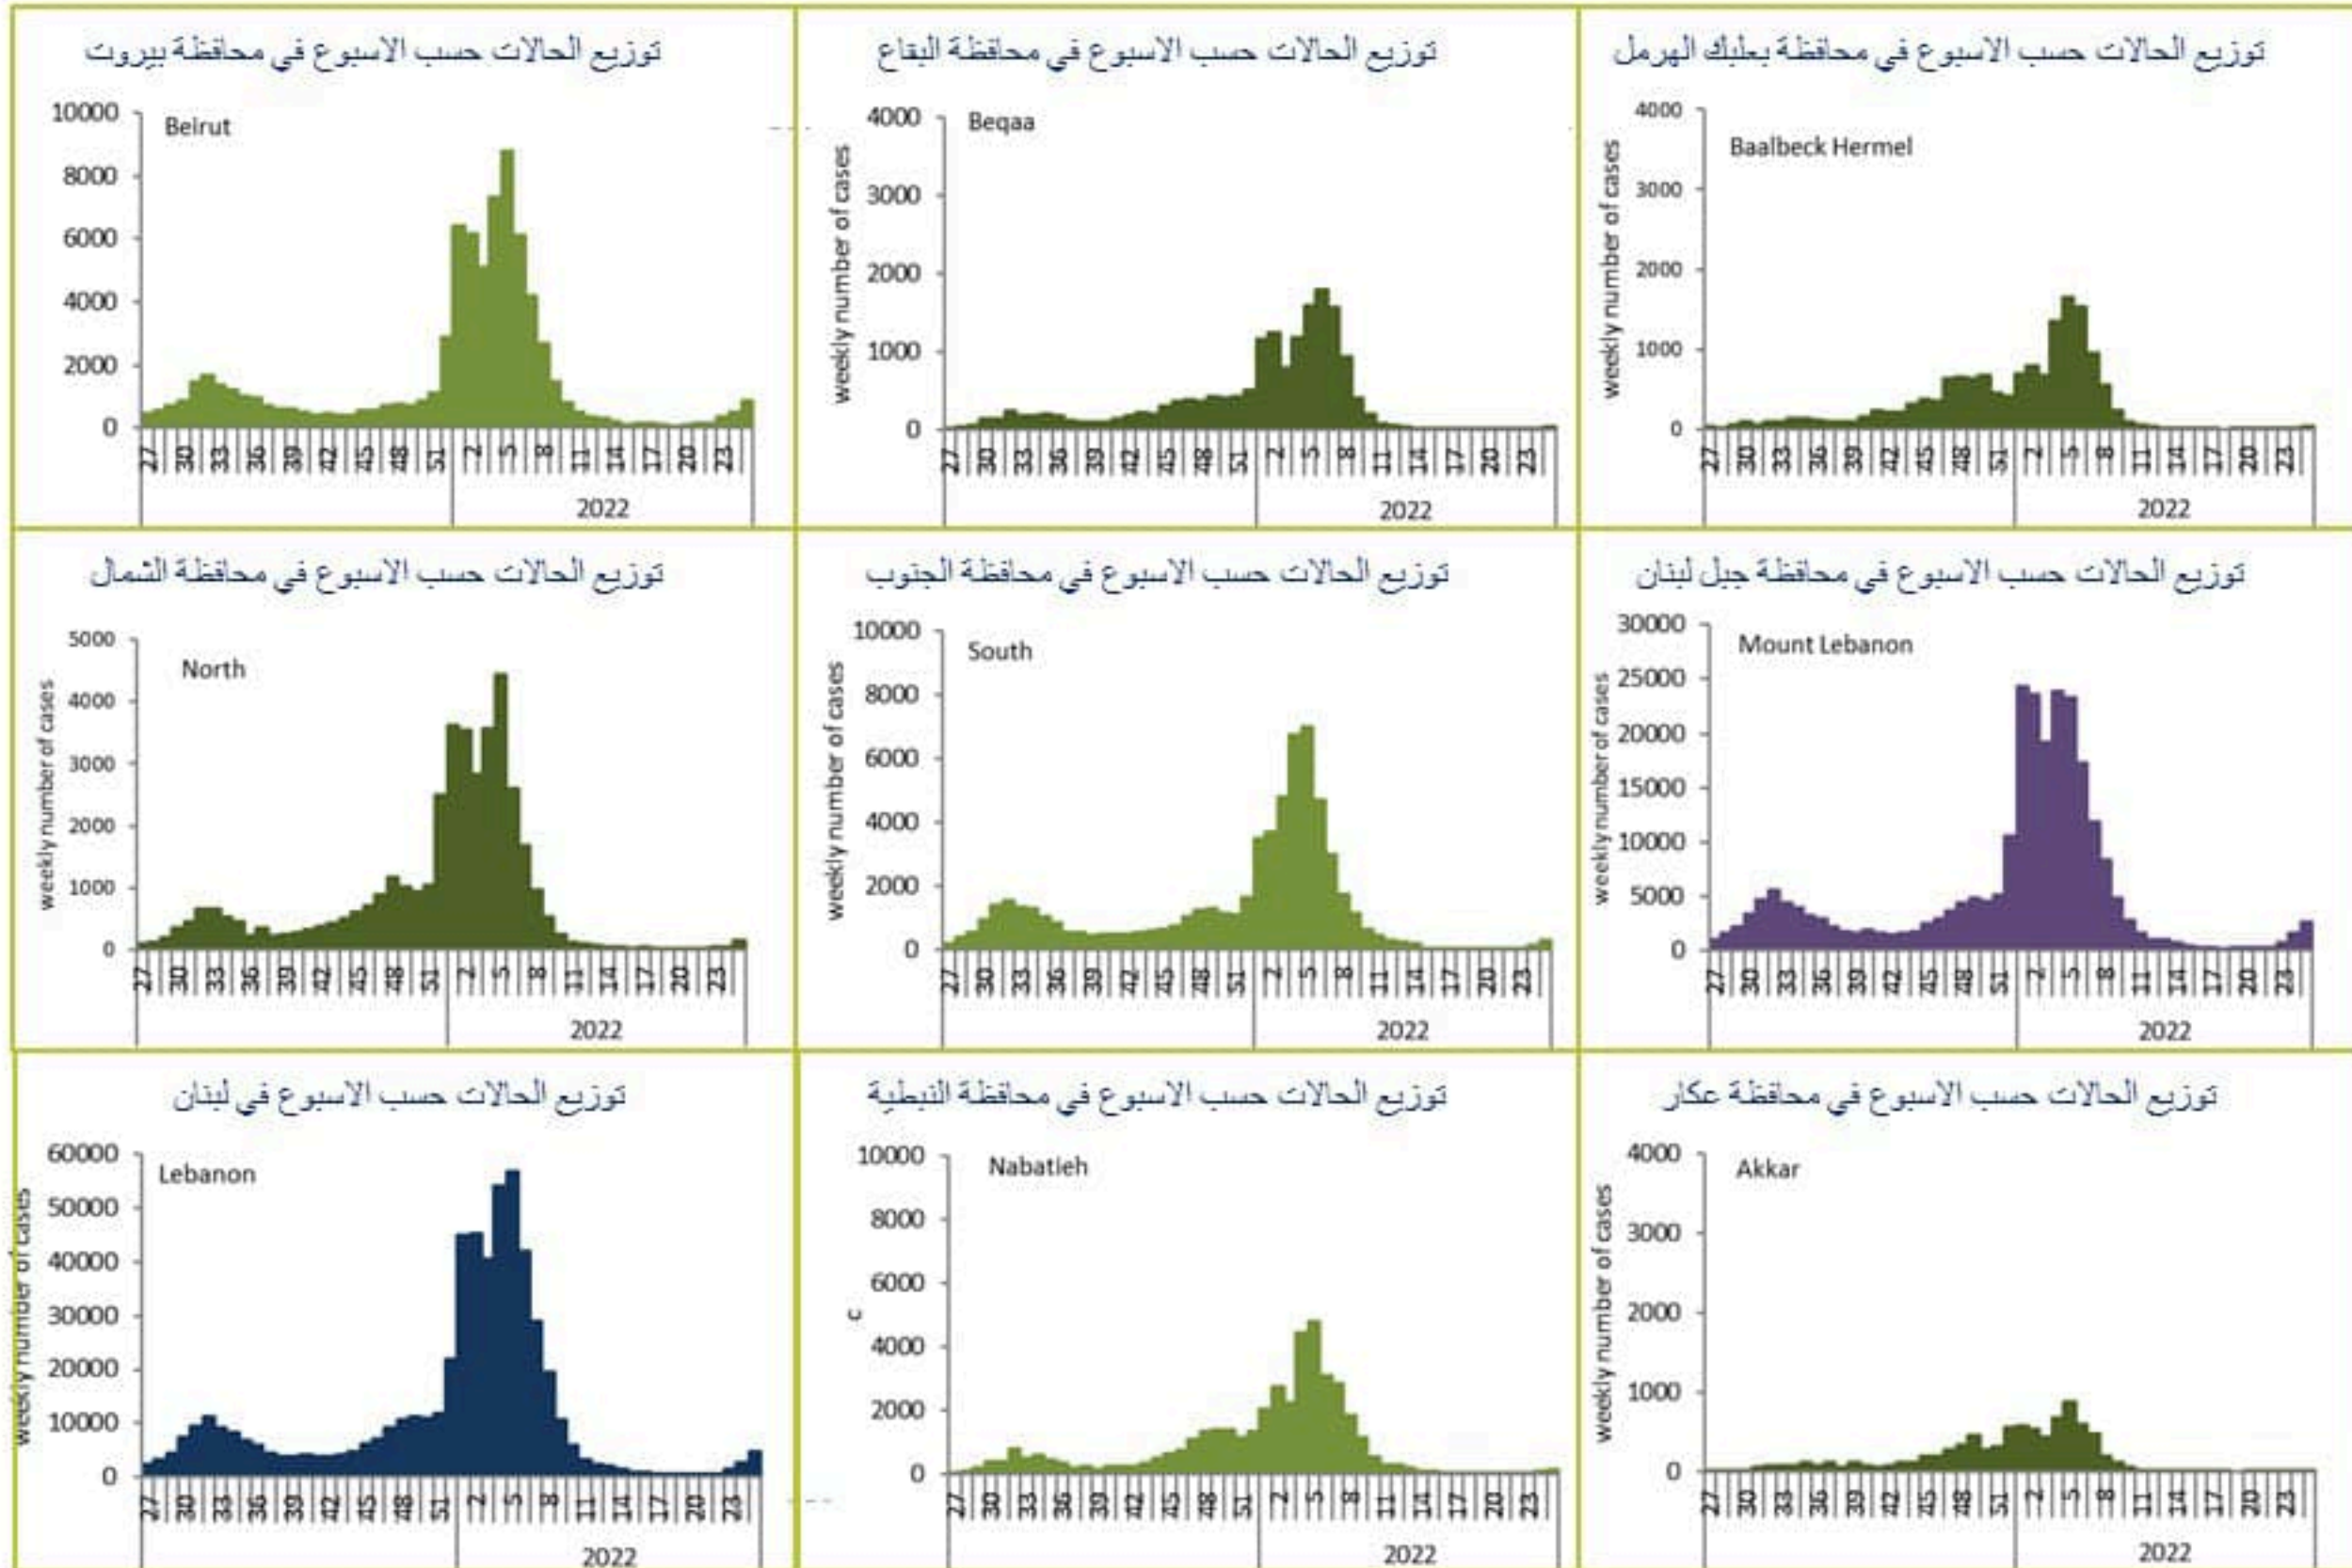 توزيع الحالات حسب الاسبوع في محافظة بيروت
Beirut
10000
8000
6000
4000
2000
0
27 30 33 36 39 42 45 48 51 2 5 8 11 14 17 20 23
2022
توزيع الحالات حسب الاسبوع في محافظة البقاع
Beqaa
weekly number of cases
4000
3000
2000
1000
0
27 30 33 36 39 42 45 48 51 2 5 8 11 14 17 20 23
2022
توزيع الحالات حسب الاسبوع في محافظة بعلبك الهرمل
Baalbeck Hermel
weekly number of cases
4000
3000
2000
1000
0
27 30 33 36 39 42 45 48 51 2 5 8 11 14 17 20 23
2022
توزيع الحالات حسب الاسبوع في محافظة الشمال
North
weekly number of cases
5000
4000
3000
2000
1000
0
27 30 33 36 39 42 45 48 51 2 5 8 11 14 17 20 23
2022
توزيع الحالات حسب الاسبوع في محافظة الجنوب
South
weekly number of cases
10000
8000
6000
4000
2000
0
27 30 33 36 39 42 45 48 51 2 5 8 11 14 17 20 23
2022
توزيع الحالات حسب الاسبوع في محافظة جبل لبنان
Mount Lebanon
weekly number of cases
30000
25000
20000
15000
10000
5000
0
27 30 33 36 39 42 45 48 51 2 5 8 11 14 17 20 23
2022
توزيع الحالات حسب الاسبوع في لبنان
Lebanon
weekly number of cases
60000
50000
40000
30000
20000
10000
0
27 30 33 36 39 42 45 48 51 2 5 8 11 14 17 20 23
2022
توزيع الحالات حسب الاسبوع في محافظة النبطية
Nabatieh
c
10000
8000
6000
4000
2000
0
27 30 33 36 39 42 45 48 51 2 5 8 11 14 17 20 23
2022
توزيع الحالات حسب الاسبوع في محافظة عكار
Akkar
weekly number of cases
4000
3000
2000
1000
0
27 30 33 36 39 42 45 48 51 2 5 8 11 14 17 20 23
2022